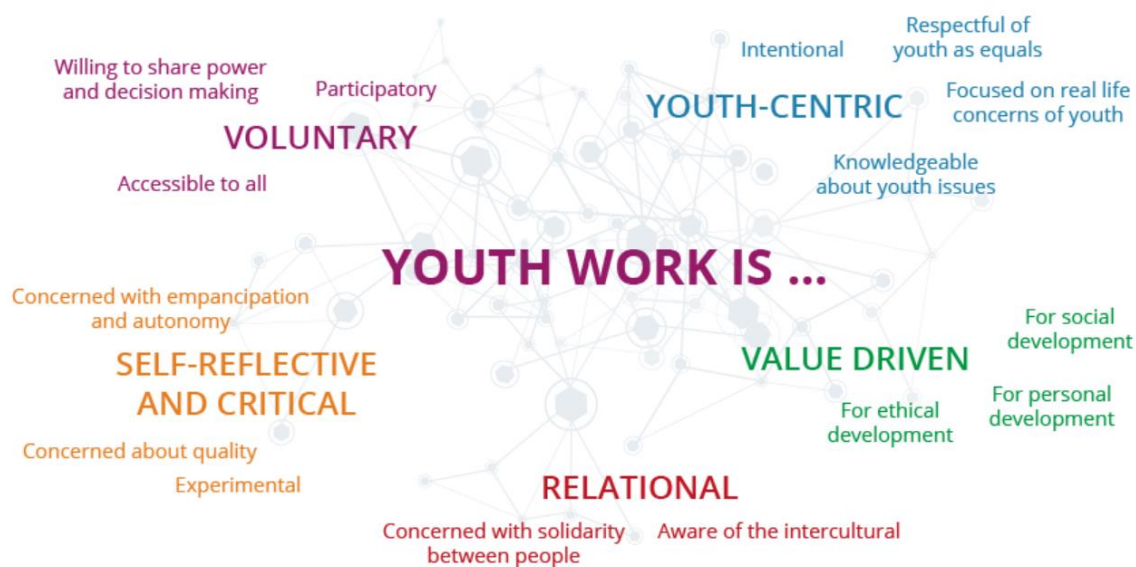 Willing to share power
and decision making
Participatory
VOLUNTARY
Accessible to all
Intentional
Respectful of
youth as equals
YOUTH-CENTRIC
Focused on real life
concerns of youth
Knowledgeable
about youth issues
YOUTH WORK IS ...
Concerned with empancipation
and autonomy
SELF-REFLECTIVE
AND CRITICAL
Concerned about quality
Experimental
For social
development
VALUE DRIVEN
For personal
development
For ethical
development
RELATIONAL
Concerned with solidarity
between people
Aware of the intercultural